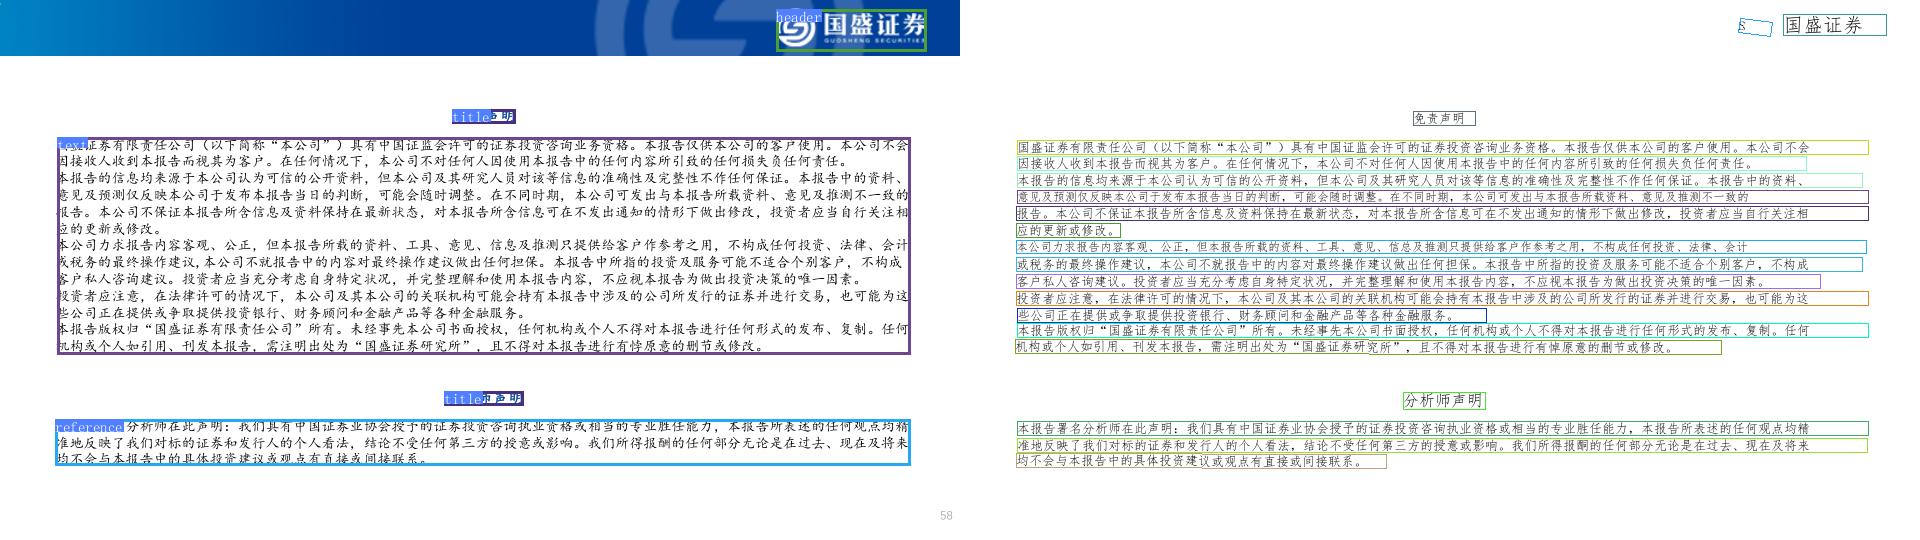 header
国盛证券
GUOSHENG SECURITIES
title 声明
text 证券有限责任公司（以下简称“本公司”）具有中国证监会许可的证券投资咨询业务资格。本报告仅供本公司的客户使用。本公司不会
因接收人收到本报告而视其为客户。在任何情况下，本公司不对任何人因使用本报告中的任何内容所引致的任何损失负任何责任。
本报告的信息均来源于本公司认为可信的公开资料，但本公司及其研究人员对该等信息的准确性及完整性不作任何保证。本报告中的资料、
意见及预测仅反映本公司于发布本报告当日的判断，可能会随时调整。在不同时期，本公司可发出与本报告所载资料、意见及推测不一致的
报告。本公司不保证本报告所含信息及资料保持在最新状态，对本报告所含信息可在不发出通知的情形下做出修改，投资者应当自行关注相
应的更新或修改。
本公司力求报告内容客观、公正，但本报告所载的资料、工具、意见、信息及推测只提供给客户作参考之用，不构成任何投资、法律、会计
或税务的最终操作建议，本公司不就报告中的内容对最终操作建议做出任何担保。本报告中所指的投资及服务可能不适合个别客户，不构成
客户私人咨询建议。投资者应当充分考虑自身特定状况，并完整理解和使用本报告内容，不应视本报告为做出投资决策的唯一因素。
投资者应注意，在法律许可的情况下，本公司及其本公司的关联机构可能会持有本报告中涉及的公司所发行的证券并进行交易，也可能为这
些公司正在提供或争取提供投资银行、财务顾问和金融产品等各种金融服务。
本报告版权归“国盛证券有限责任公司”所有。未经事先本公司书面授权，任何机构或个人不得对本报告进行任何形式的发布、复制。任何
机构或个人如引用、刊发本报告，需注明出处为“国盛证券研究所”，且不得对本报告进行有悖原意的删节或修改。
title 声明
reference 分析师在此声明：我们具有中国证券业协会授予的证券投资咨询执业资格或相当的专业胜任能力，本报告所表述的任何观点均精
准地反映了我们对标的证券和发行人的个人看法，结论不受任何第三方的授意或影响。我们所得报酬的任何部分无论是在过去、现在及将来
均不会与本报告中的具体投资建议或观点有直接或间接联系。
58
S 国盛证券
免责声明
国盛证券有限责任公司（以下简称“本公司”）具有中国证监会许可的证券投资咨询业务资格。本报告仅供本公司的客户使用。本公司不会
因接收人收到本报告而视其为客户。在任何情况下，本公司不对任何人因使用本报告中的任何内容所引致的任何损失负任何责任。
本报告的信息均来源于本公司认为可信的公开资料，但本公司及其研究人员对该等信息的准确性及完整性不作任何保证。本报告中的资料、
意见及预测仅反映本公司于发布本报告当日的判断，可能会随时调整。在不同时期，本公司可发出与本报告所载资料、意见及推测不一致的
报告。本公司不保证本报告所含信息及资料保持在最新状态，对本报告所含信息可在不发出通知的情形下做出修改，投资者应当自行关注相
应的更新或修改。
本公司力求报告内容客观、公正，但本报告所载的资料、工具、意见、信总及推测只提供给客户作参考之用，不构成任何投资、法律、会计
或税务的最终操作建议，本公司不就报告中的内容对最终操作建议做出任何担保。本报告中所指的投资及服务可能不适合个别客户，不构成
客户私人咨询建议。投资者应当充分考虑自身特定状况，并完整理解和使用本报告内容，不应视本报告为做出投资决策的唯一因素。
投资者应注意，在法律许可的情况下，本公司及其本公司的关联机构可能会持有本报告中涉及的公司所发行的证券并进行交易，也可能为这
些公司正在提供或争取提供投资银行、财务顾问和金融产品等各种金融服务。
本报告版权归“国盛证券有限责任公司”所有。未经事先本公司书面授权，任何机构或个人不得对本报告进行任何形式的发布、复制。任何
机构或个人如引用、刊发本报告，需注明出处为“国盛证券研究所”，且不得对本报告进行有悼原意的删节或修改。
分析师声明
本报告署名分析师在此声明：我们具有中国证券业协会授予的证券投资咨询执业资格或相当的专业胜任能力，本报告所表述的任何观点均精
准地反映了我们对标的证券和发行人的个人看法，结论不受任何第三方的授意或影响。我们所得报酬的任何部分无论是在过去、现在及将来
均不会与本报告中的具体投资建议或观点有直接或间接联系。